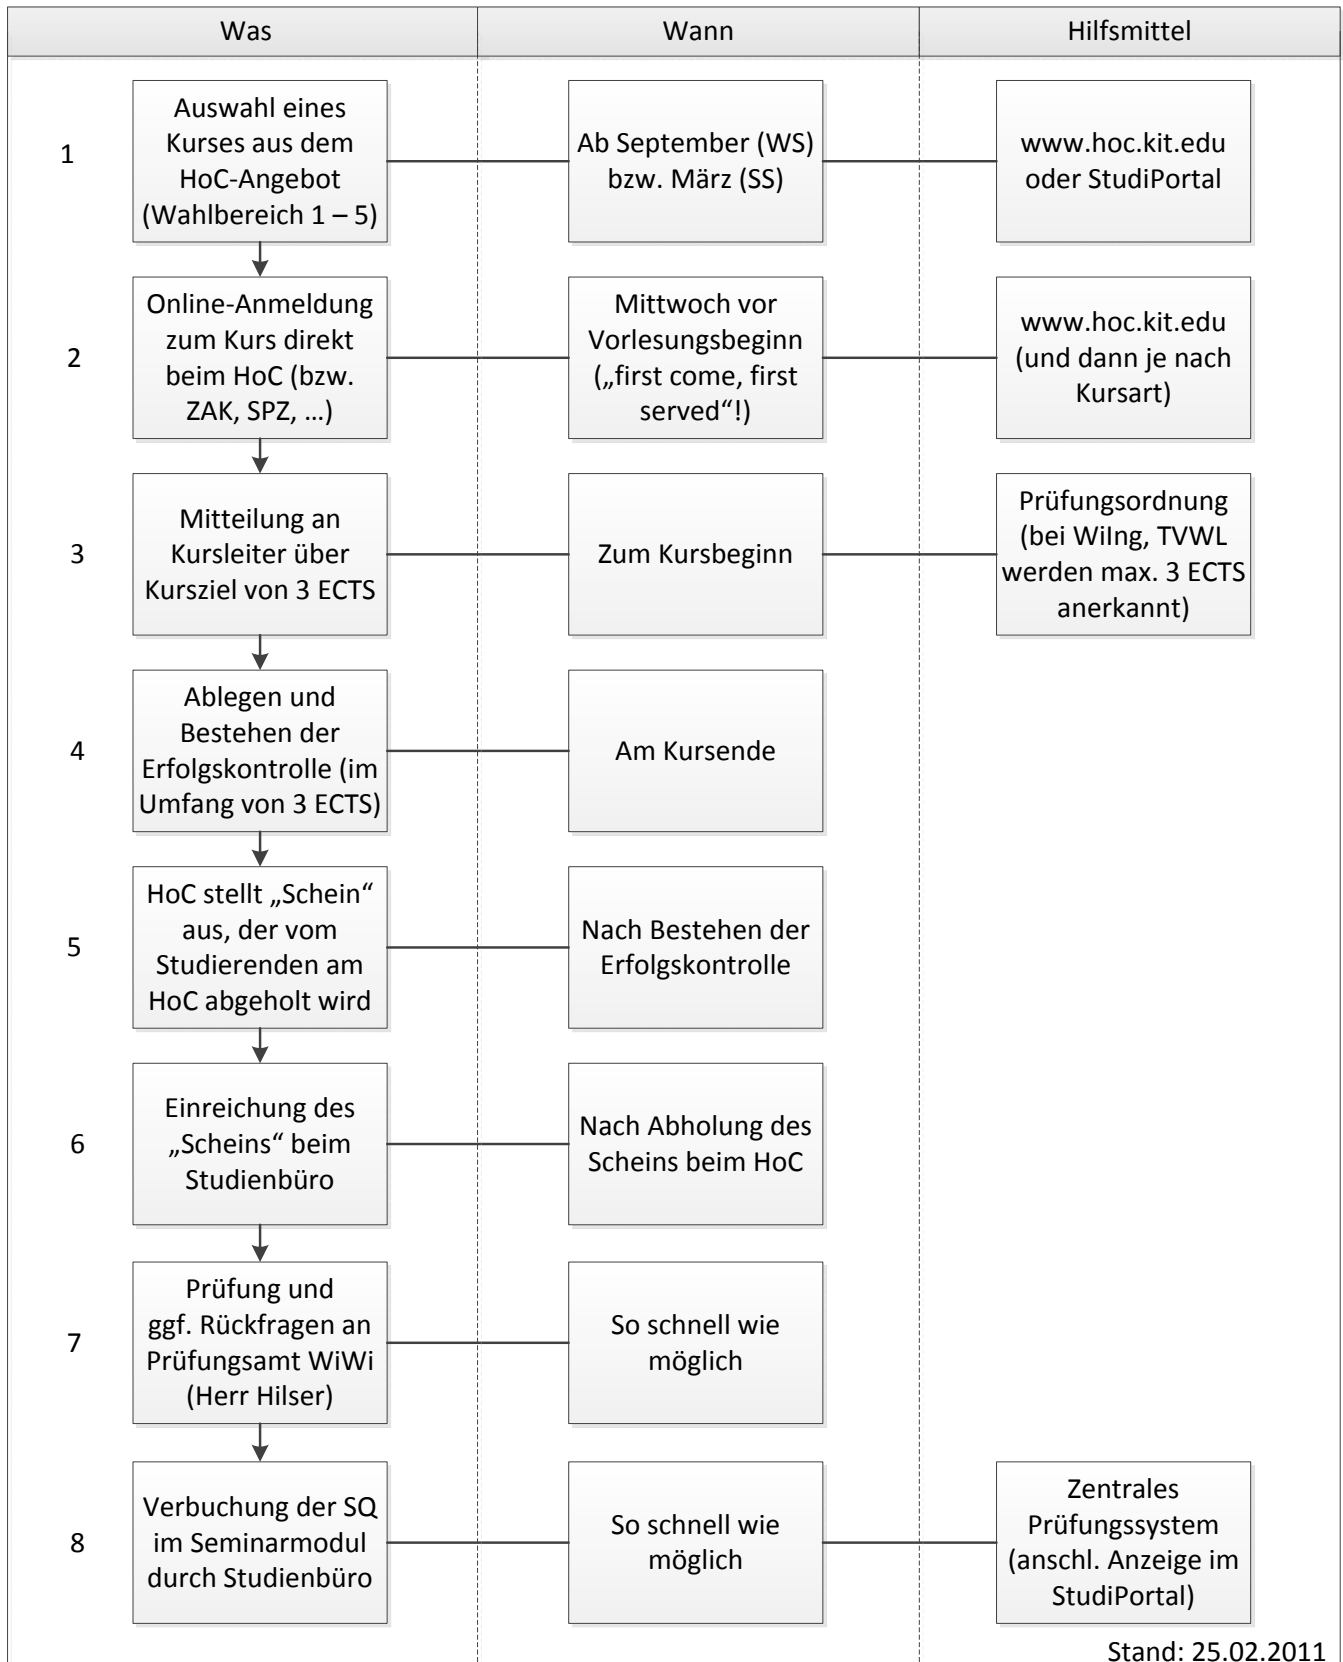 Was
Wann
Hilfsmittel
1
Auswahl eines
Kurses aus dem
HoC-Angebot
(Wahlbereich 1 – 5)
Ab September (WS)
bzw. März (SS)
www.hoc.kit.edu
oder StudiPortal
2
Online-Anmeldung
zum Kurs direkt
beim HoC (bzw.
ZAK, SPZ, …)
Mittwoch vor
Vorlesungsbeginn
(„first come, first
served“!)
www.hoc.kit.edu
(und dann je nach
Kursart)
3
Mitteilung an
Kursleiter über
Kursziel von 3 ECTS
Zum Kursbeginn
Prüfungsordnung
(bei WiIng, TVWL
werden max. 3 ECTS
anerkannt)
4
Ablegen und
Bestehen der
Erfolgskontrolle (im
Umfang von 3 ECTS)
Am Kursende
5
HoC stellt „Schein“
aus, der vom
Studierenden am
HoC abgeholt wird
Nach Bestehen der
Erfolgskontrolle
6
Einreichung des
„Scheins“ beim
Studienbüro
Nach Abholung des
Scheins beim HoC
7
Prüfung und
ggf. Rückfragen an
Prüfungsamt WiWi
(Herr Hilser)
So schnell wie
möglich
8
Verbuchung der SQ
im Seminarmodul
durch Studienbüro
So schnell wie
möglich
Zentrales
Prüfungssystem
(anschl. Anzeige im
StudiPortal)
Stand: 25.02.2011